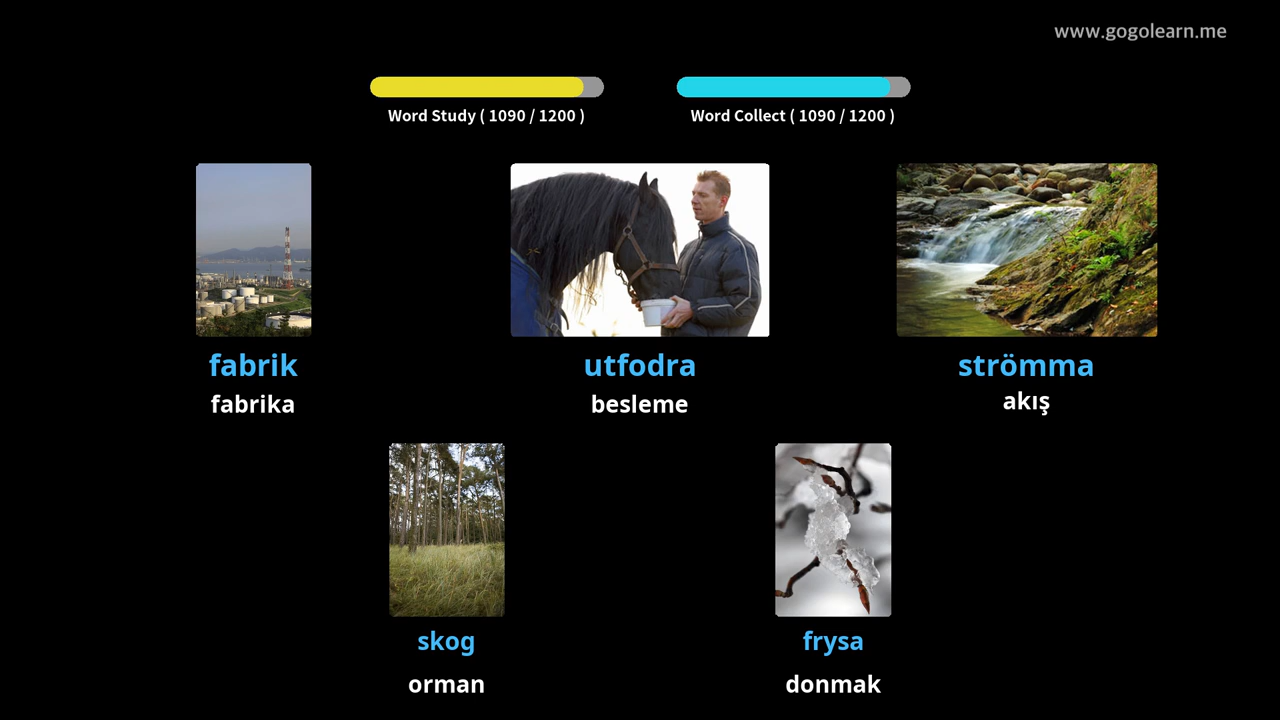 www.gogolearn.me
Word Study ( 1090 / 1200 )
Word Collect ( 1090 / 1200 )
fabrik
fabrika
utfodra
besleme
strömma
akış
skog
orman
frysa
donmak